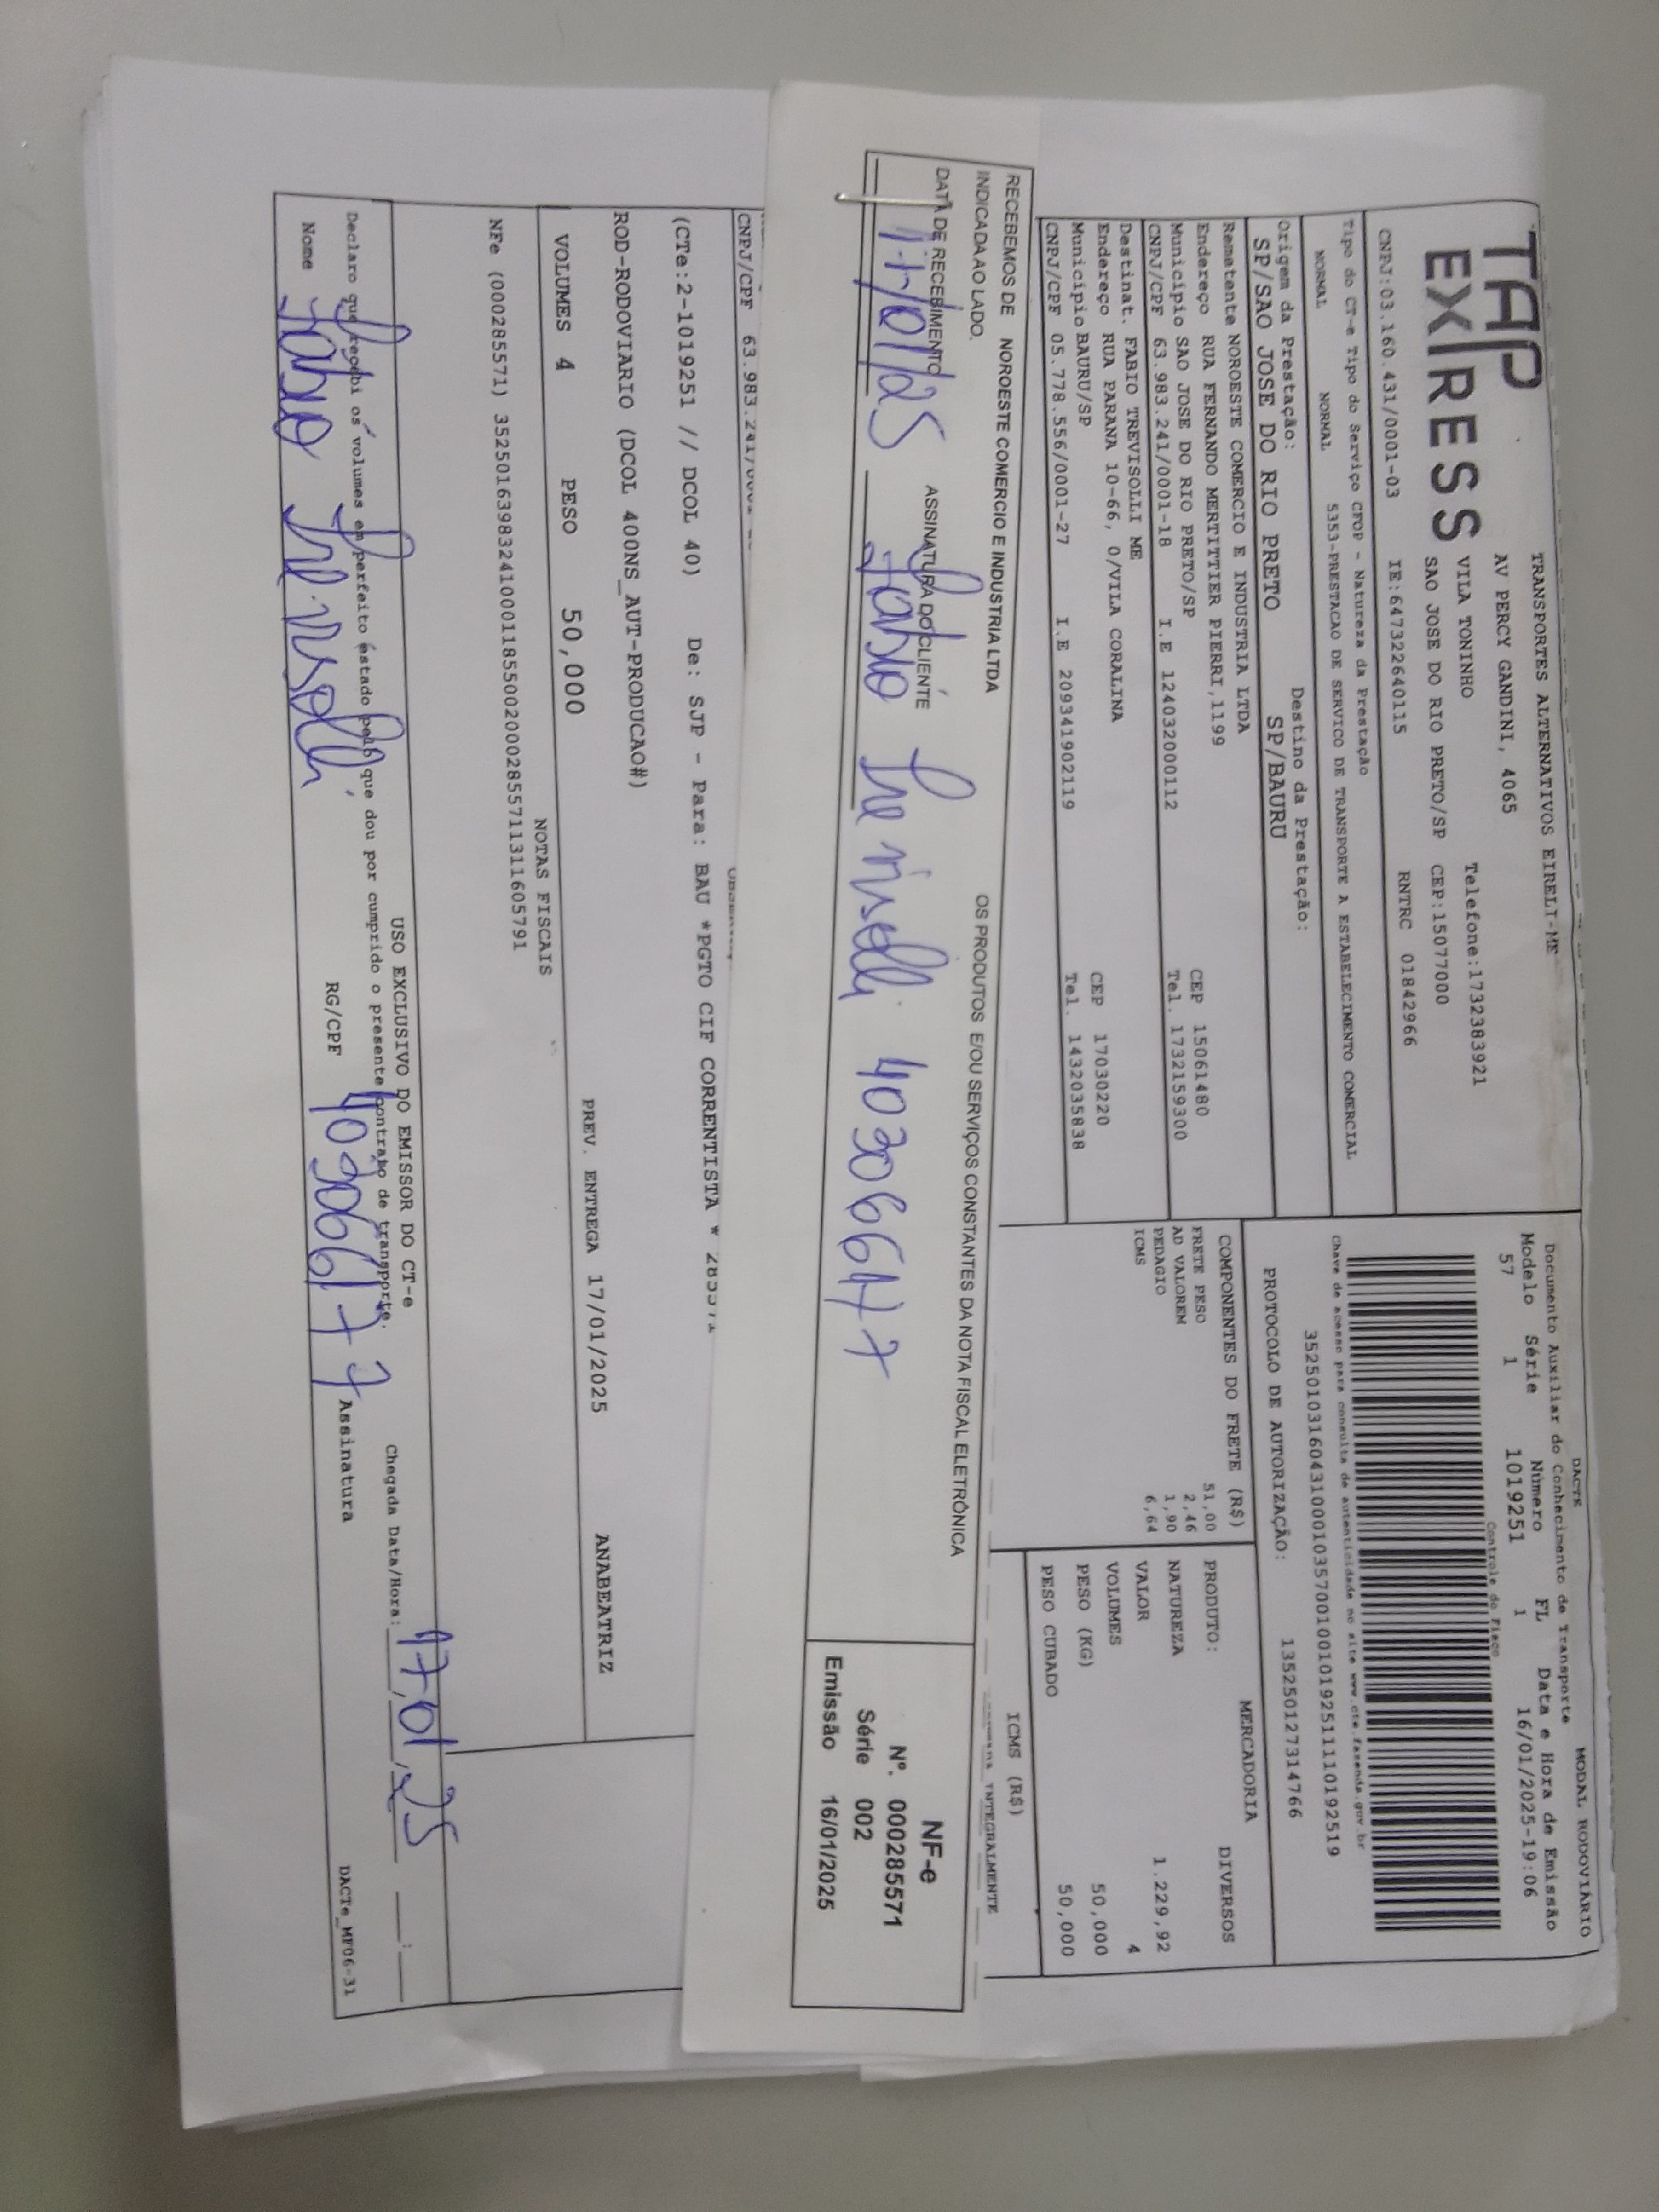 TAP
EXPRESS
TRANSPORTES ALTERNATIVOS EIRELI-ME
AV PERCY GANDINI, 4065
Telefone:1732383921
VILA TONINHO
SAO JOSE DO RIO PRETO/SP CEP:15077000
CNPJ:03.160.431/0001-03 IE:647322640115 RNTRC 01842966
Tipo do CT-e Tipo do Serviço CFOP - Natureza da Prestação
NORMAL NORMAL 5353-PRESTACAO DE SERVICO DE TRANSPORTE A ESTABELECIMENTO COMERCIAL
Origem da Prestação: Destino da Prestação:
SP/SAO JOSE DO RIO PRETO SP/BAURU
Remetente NOROESTE COMERCIO E INDUSTRIA LTDA
Endereço RUA FERNANDO MERTITTIER PIERRI,1199 CEP 15061480
Município SAO JOSE DO RIO PRETO/SP Tel. 1732159300
CNPJ/CPF 63.983.241/0001-18 I.E 124032000112
Destinat. FABIO TREVISOLLI ME
Endereço RUA PARANA 10-66, 0/VILA CORALINA CEP 17030220
Município BAURU/SP Tel. 1432035838
CNPJ/CPF 05.778.556/0001-27 I.E 209341902119
DACTE MODAL RODOVIÁRIO
Documento Auxiliar do Conhecimento de Transporte
Modelo Série Número FL Data e Hora de Emissão
57 1 1019251 1 16/01/2025-19:06
Controle do Fisco
Chave de acesso para consulta de autenticidade no site www.cte.fazenda.gov.br
35250103160431000103570010010192511110192519
PROTOCOLO DE AUTORIZAÇÃO: 135250127314766
COMPONENTES DO FRETE (R$)
FRETE PESO 51,00
AD VALOREM 2,46
PEDAGIO 1,90
ICMS 6,64
MERCADORIA
PRODUTO: DIVERSOS
NATUREZA
VALOR 1.229,92
VOLUMES 4
PESO (KG) 50,000
PESO CUBADO 50,000
ICMS (R$)
INTEGRALMENTE
RECEBEMOS DE NOROESTE COMERCIO E INDUSTRIA LTDA OS PRODUTOS E/OU SERVIÇOS CONSTANTES DA NOTA FISCAL ELETRÔNICA
INDICADA AO LADO.
DATA DE RECEBIMENTO ASSINATURA DO CLIENTE
17/01/25 Fabio Trevisolli
NF-e
Nº. 000285571
Série 002
Emissão 16/01/2025
CNPJ/CPF 63.983.241/
(CTe:2-1019251 // DCOL 40) De: SJP - Para: BAU *PGTO CIF CORRENTISTA * 285571
ROD-RODOVIARIO (DCOL 400NS_AUT-PRODUCAO#)
VOLUMES 4 PESO 50,000 PREV. ENTREGA 17/01/2025 ANABEATRIZ
NOTAS FISCAIS
NFe (000285571) 35250163983241000118550020002855711311605791
USO EXCLUSIVO DO EMISSOR DO CT-e
Declaro que recebi os volumes em perfeito estado pelo que dou por cumprido o presente contrato de transporte.
Chegada Data/Hora: 17/01/25
Nome Fabio Trevisolli RG/CPF Assinatura
DACTe_MF06-31